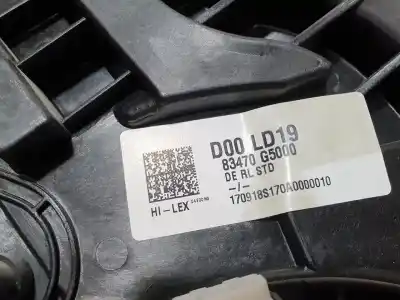 D00 LD19
83470 G5000
DE RL STD
-/-
HI-LEX
170918S170A0000010